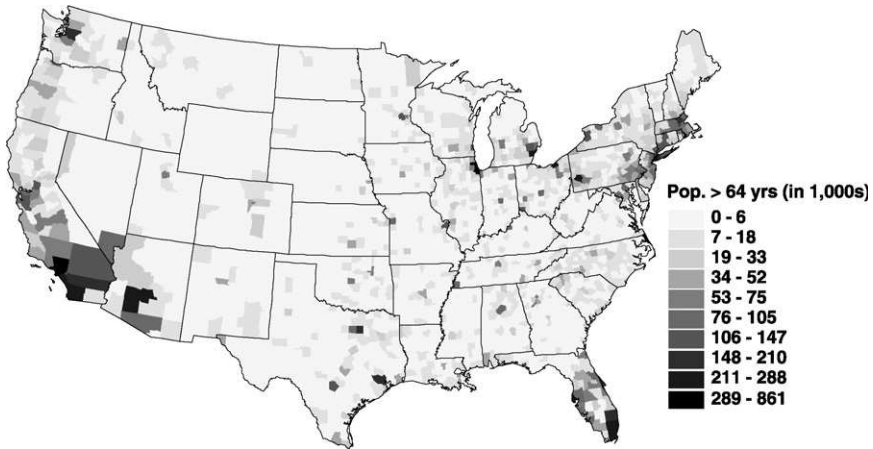 Pop. > 64 yrs (in 1,000s)
0 - 6
7 - 18
19 - 33
34 - 52
53 - 75
76 - 105
106 - 147
148 - 210
211 - 288
289 - 861